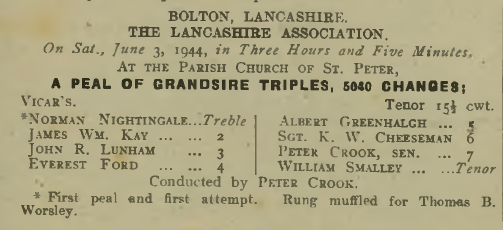 BOLTON, LANCASHIRE.
THE LANCASHIRE ASSOCIATION.
On Sat., June 3, 1944, in Three Hours and Five Minutes,
AT THE PARISH CHURCH OF ST. PETER,
A PEAL OF GRANDSIRE TRIPLES, 5040 CHANGES;
VICAR'S. Tenor 15½ cwt.
*NORMAN NIGHTINGALE...Treble
JAMES WM. KAY ... ... 2
JOHN R. LUNHAM ... 3
EVEREST FORD ... ... 4
ALBERT GREENHALGH ... 5
SGT. K. W. CHEESEMAN 6
PETER CROOK, SEN. ... 7
WILLIAM SMALLEY ... ...Tenor
Conducted by PETER CROOK.
* First peal and first attempt. Rung muffled for Thomas B.
Worsley.